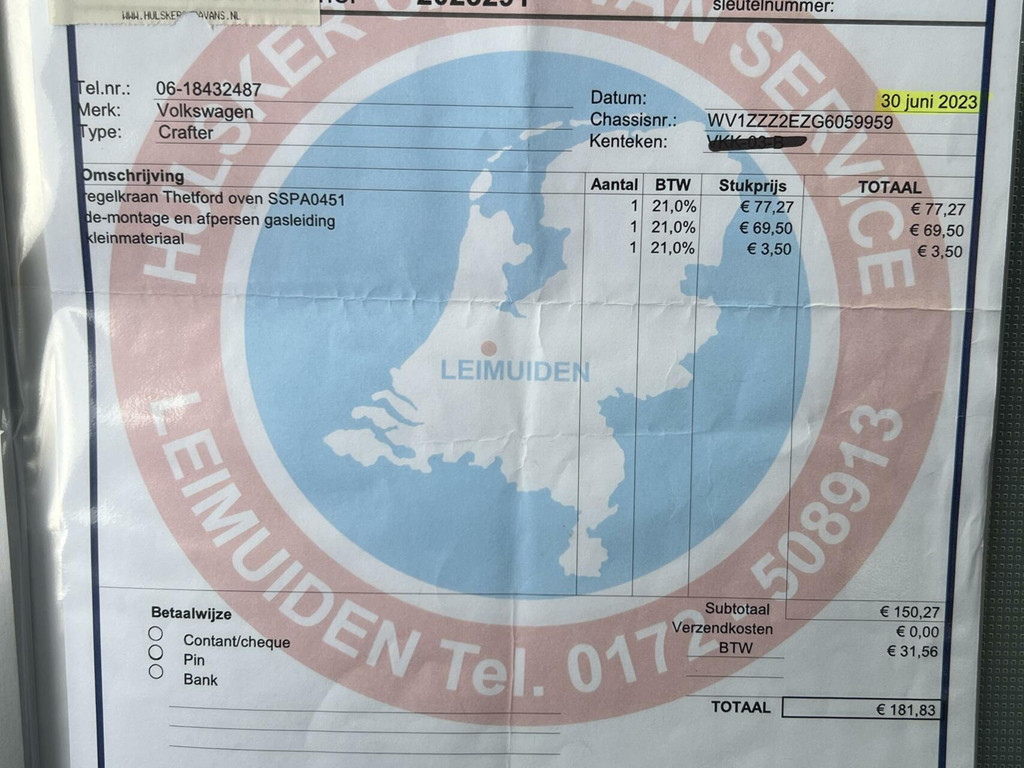 WWW.HULSKERCARAVANS.NL
sleutelnummer:
Tel.nr.: 06-18432487
Merk: Volkswagen
Type: Crafter
Datum: 30 juni 2023
Chassisnr.: WV1ZZZ2EZG6059959
Kenteken:
Omschrijving Aantal BTW Stukprijs TOTAAL
regelkraan Thetford oven SSPA0451 1 21,0% € 77,27 € 77,27
de-montage en afpersen gasleiding 1 21,0% € 69,50 € 69,50
kleinmateriaal 1 21,0% € 3,50 € 3,50
HULSKER SERVICE
LEIMUIDEN
LEIMUIDEN Tel. 0172 - 508913
Betaalwijze
Contant/cheque
Pin
Bank
Subtotaal € 150,27
Verzendkosten € 0,00
BTW € 31,56
TOTAAL € 181,83